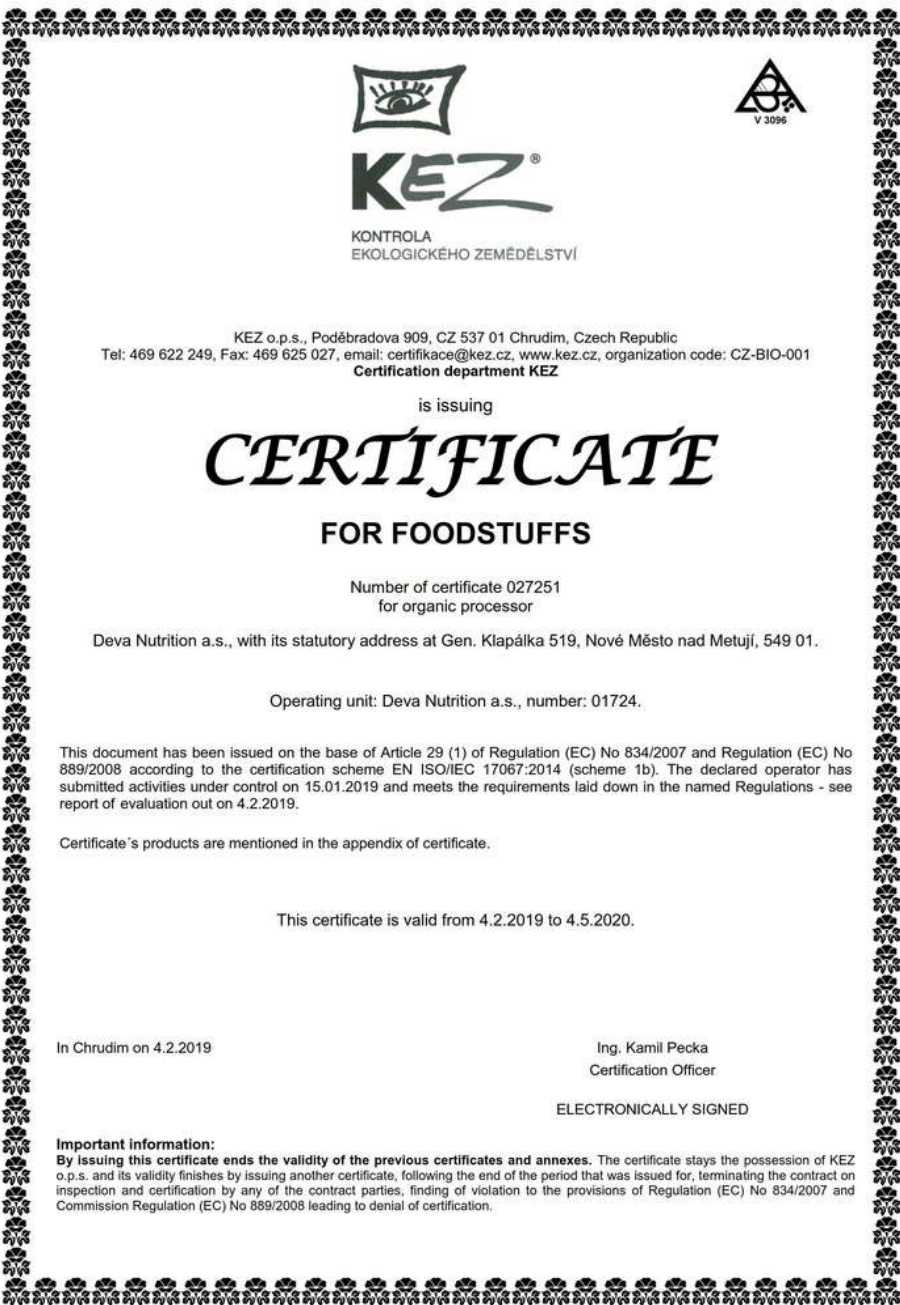 V 3096
KEZ®
KONTROLA
EKOLOGICKÉHO ZEMĚDĚLSTVÍ
KEZ o.p.s., Poděbradova 909, CZ 537 01 Chrudim, Czech Republic
Tel: 469 622 249, Fax: 469 625 027, email: certifikace@kez.cz, www.kez.cz, organization code: CZ-BIO-001
Certification department KEZ
is issuing
CERTIFICATE
FOR FOODSTUFFS
Number of certificate 027251
for organic processor
Deva Nutrition a.s., with its statutory address at Gen. Klapálka 519, Nové Město nad Metují, 549 01.
Operating unit: Deva Nutrition a.s., number: 01724.
This document has been issued on the base of Article 29 (1) of Regulation (EC) No 834/2007 and Regulation (EC) No
889/2008 according to the certification scheme EN ISO/IEC 17067:2014 (scheme 1b). The declared operator has
submitted activities under control on 15.01.2019 and meets the requirements laid down in the named Regulations - see
report of evaluation out on 4.2.2019.
Certificate´s products are mentioned in the appendix of certificate.
This certificate is valid from 4.2.2019 to 4.5.2020.
In Chrudim on 4.2.2019
Ing. Kamil Pecka
Certification Officer
ELECTRONICALLY SIGNED
Important information:
By issuing this certificate ends the validity of the previous certificates and annexes. The certificate stays the possession of KEZ
o.p.s. and its validity finishes by issuing another certificate, following the end of the period that was issued for, terminating the contract on
inspection and certification by any of the contract parties, finding of violation to the provisions of Regulation (EC) No 834/2007 and
Commission Regulation (EC) No 889/2008 leading to denial of certification.